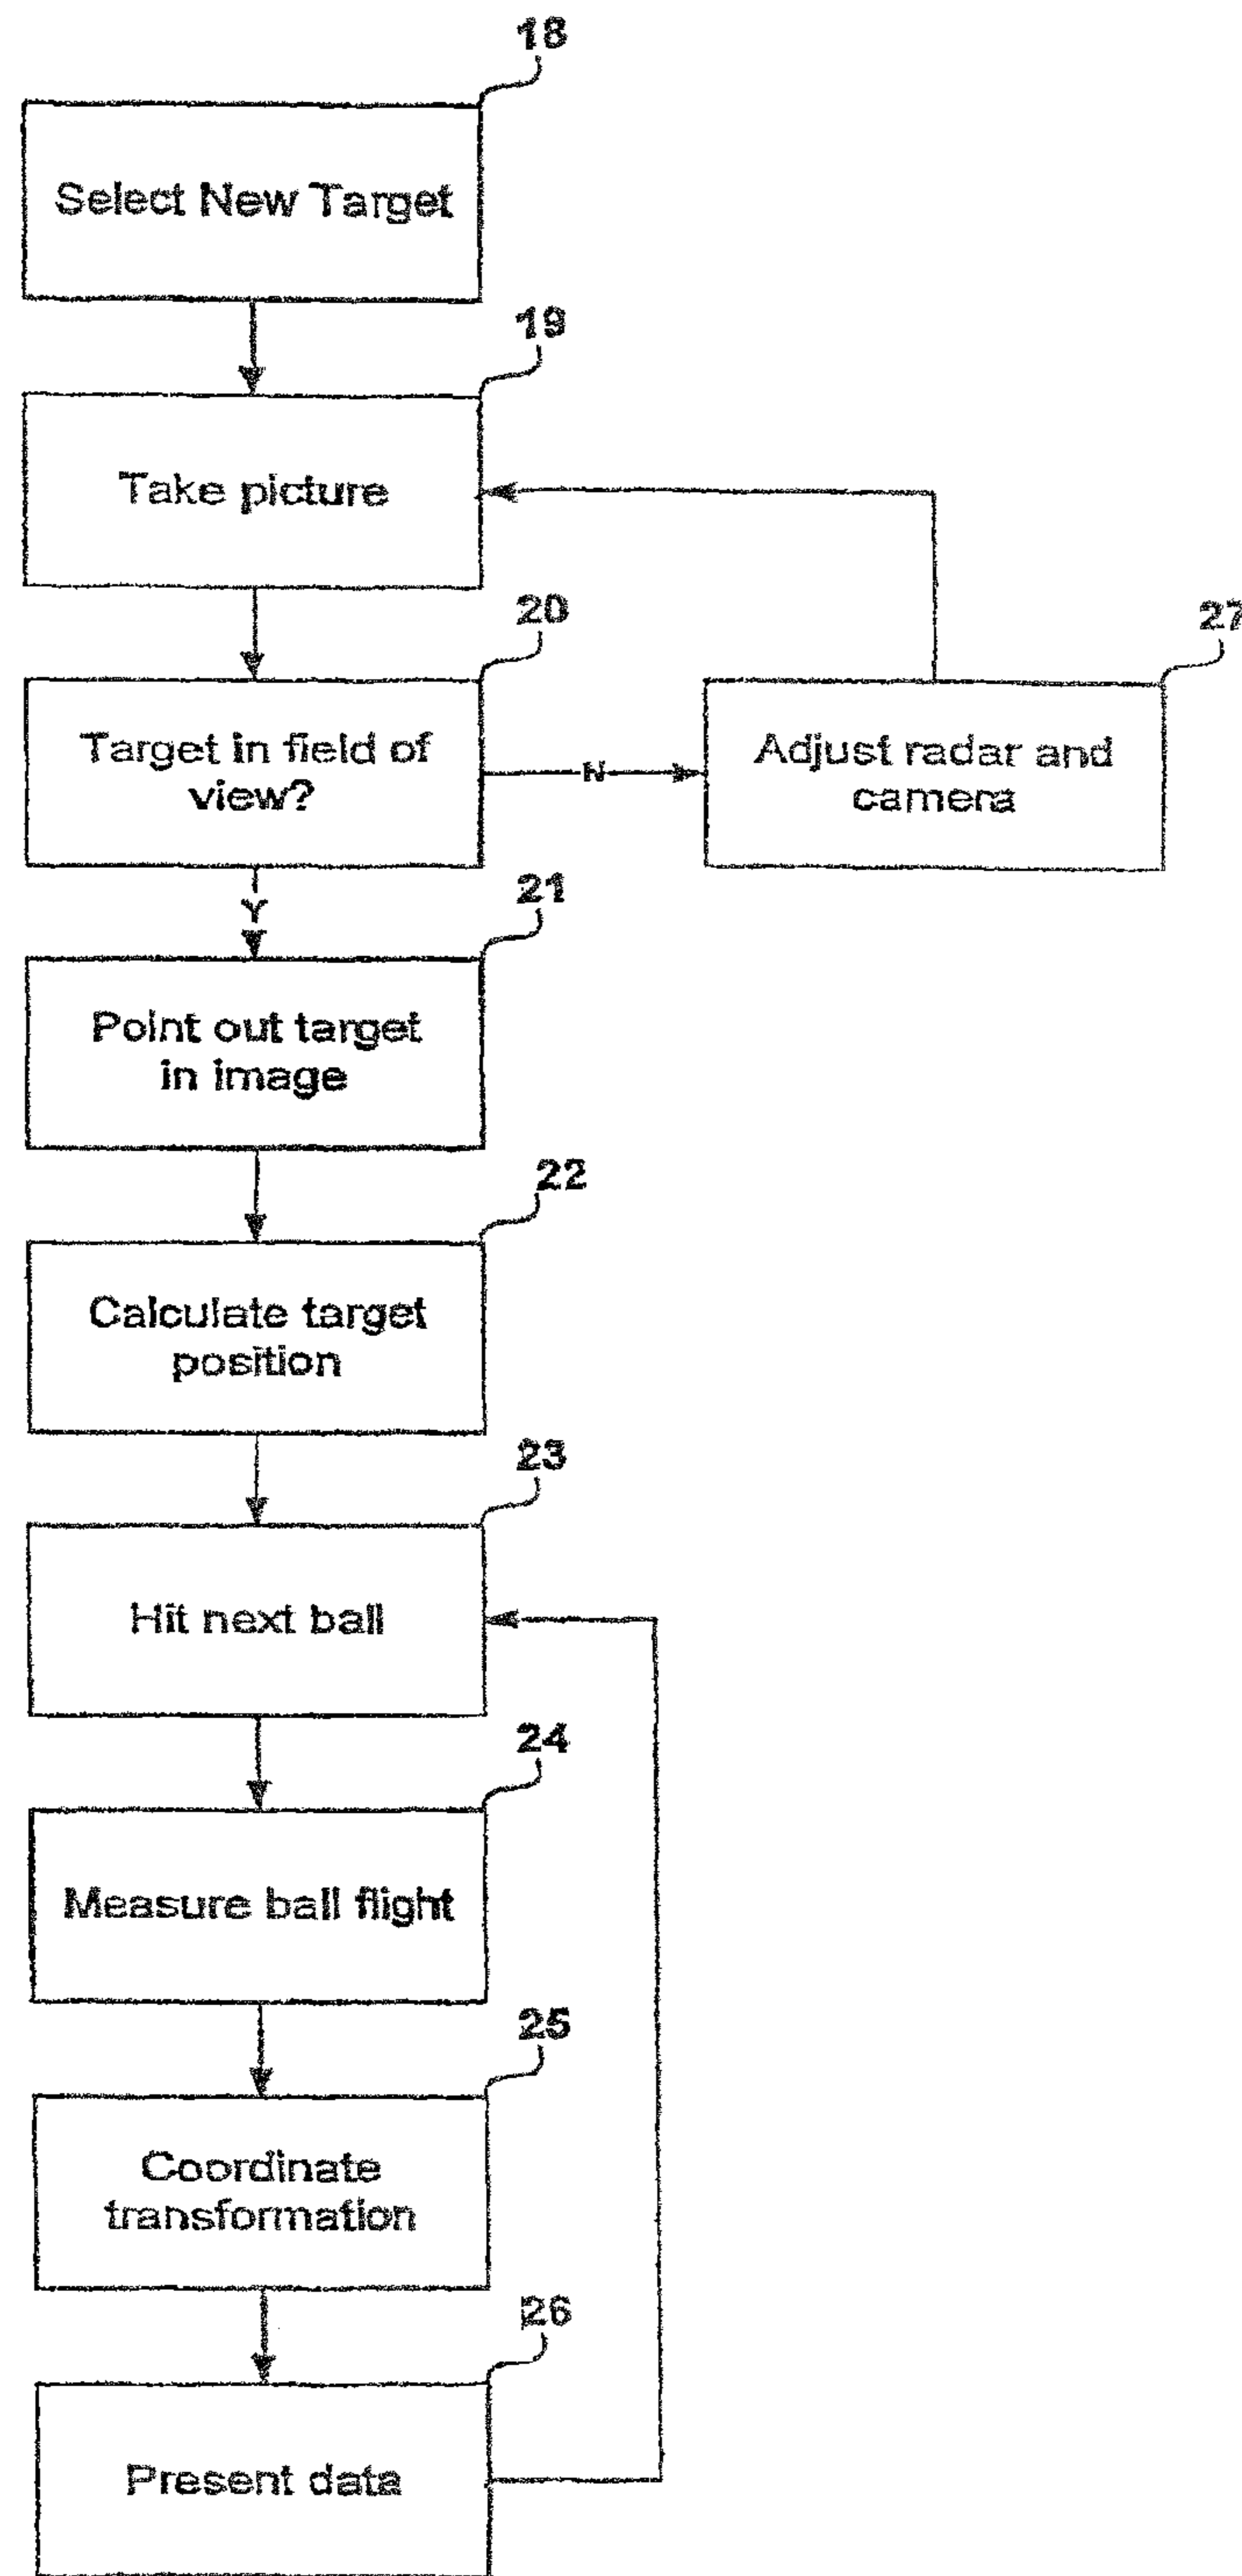 18
Select New Target
19
Take picture
20
Target in field of
view?
N
27
Adjust radar and
camera
Y
21
Point out target
in image
22
Calculate target
position
23
Hit next ball
24
Measure ball flight
25
Coordinate
transformation
26
Present data